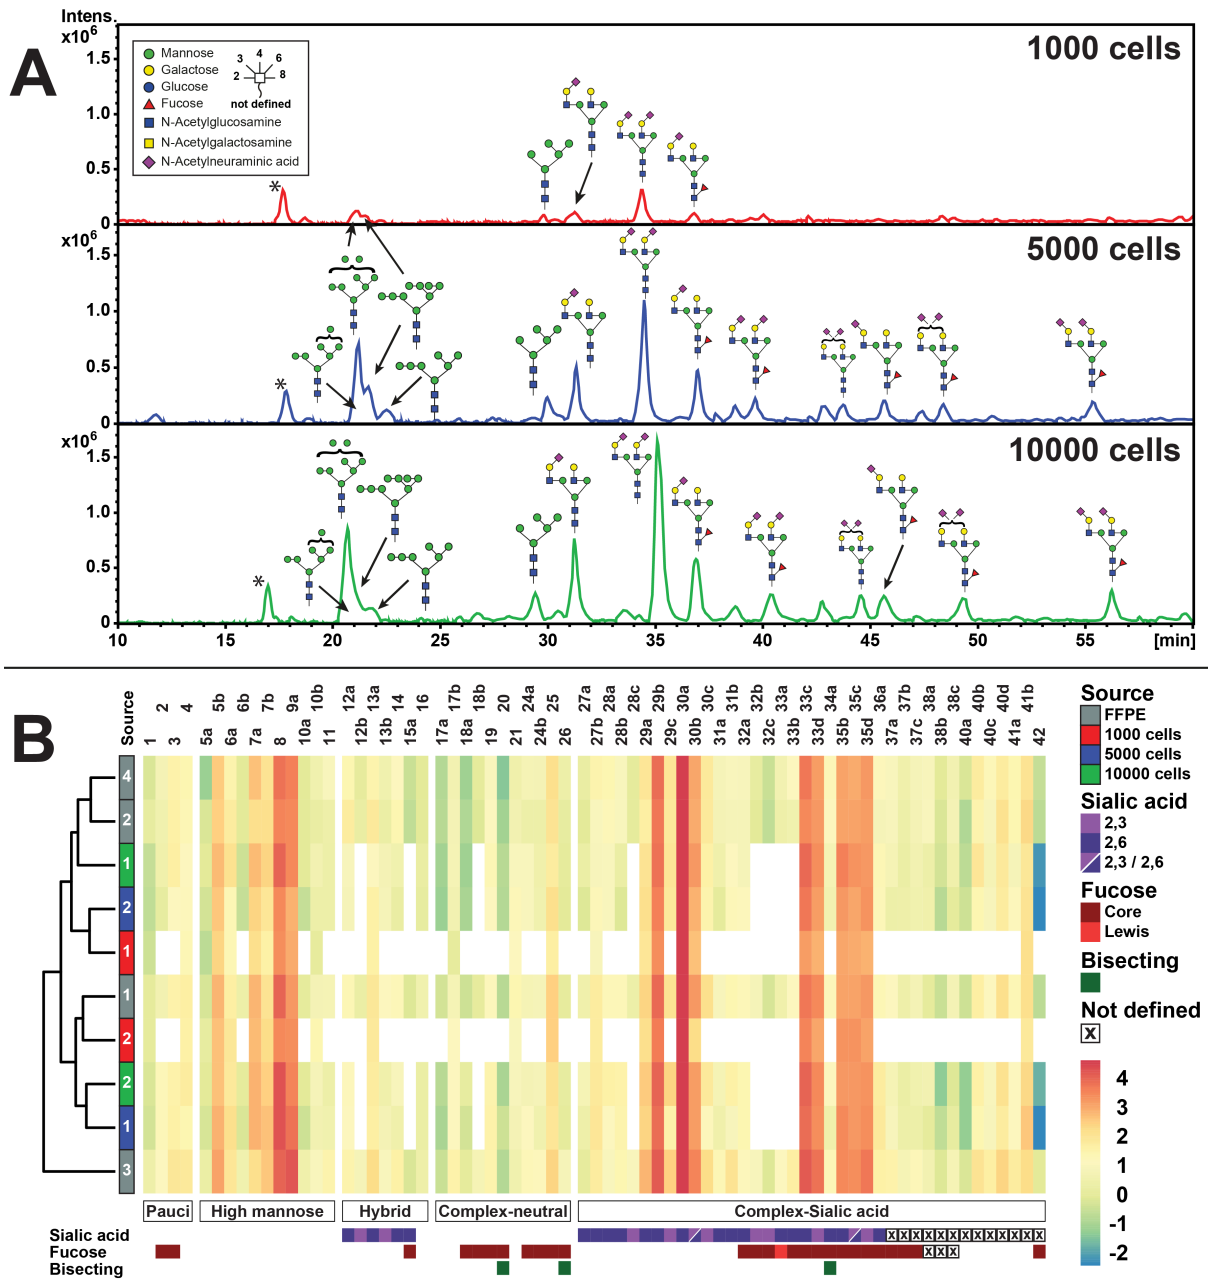 A
Intens.
x10^6
1.5
1.0
0.5
0
1000 cells
Mannose
Galactose
Glucose
Fucose
N-Acetylglucosamine
N-Acetylgalactosamine
N-Acetylneuraminic acid
2 3 4 6 8
not defined
*
x10^6
1.5
1.0
0.5
0
5000 cells
*
x10^6
1.5
1.0
0.5
0
10000 cells
*
10 15 20 25 30 35 40 45 50 55 [min]
B
Source
2 4 5b 6b 7b 9a 10b 12a 13a 14 16 17b 18b 20 24a 25 27a 28a 28c 29b 30a 30c 31b 32b 33a 33c 34a 35c 36a 37b 38a 38c 40b 40d 41b
1 3 5a 6a 7a 8 10a 11 12b 13b 15a 17a 18a 19 21 24b 26 27b 28b 29a 29c 30b 31a 32a 32c 33b 33d 35b 35d 37a 37c 38b 40a 40c 41a 42
4
2
1
2
1
1
2
2
1
3
Pauci High mannose Hybrid Complex-neutral Complex-Sialic acid
Sialic acid X X X X X X X X X X X X X
Fucose X X X
Bisecting
Source
FFPE
1000 cells
5000 cells
10000 cells
Sialic acid
2,3
2,6
2,3 / 2,6
Fucose
Core
Lewis
Bisecting
Not defined
X
4
3
2
1
0
-1
-2